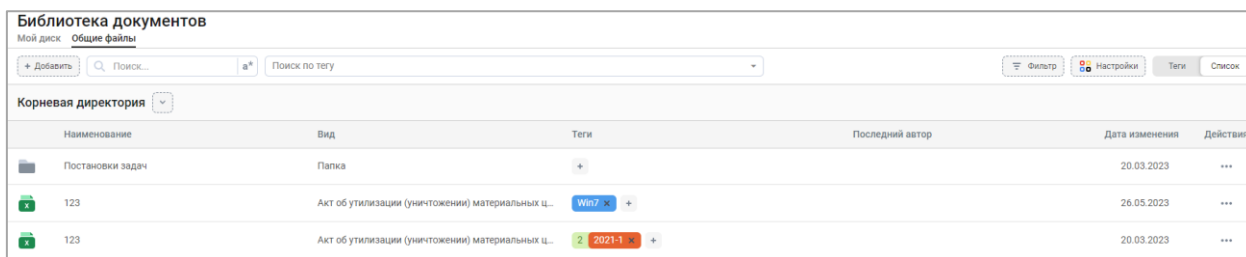 Библиотека документов
Мой диск Общие файлы
+ Добавить Поиск... a* Поиск по тегу Фильтр Настройки Теги Список
Корневая директория
Наименование Вид Теги Последний автор Дата изменения Действия
Постановки задач Папка + 20.03.2023 ...
X 123 Акт об утилизации (уничтожении) материальных ц... Win7 × + 26.05.2023 ...
X 123 Акт об утилизации (уничтожении) материальных ц... 2 2021-1 × + 20.03.2023 ...